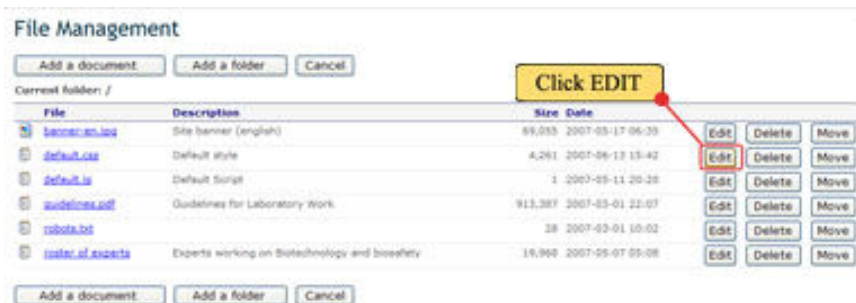 File Management
Add a document Add a folder Cancel
Click EDIT
Current folder: /
File Description Size Date
banner-en.jpg Site banner (english) 69,055 2007-05-17 06:35 Edit Delete Move
default.css Default style 4,261 2007-06-13 15:42 Edit Delete Move
default.js Default Script 1 2007-05-11 20:20 Edit Delete Move
guidelines.pdf Guidelines for Laboratory Work 913,387 2007-03-01 22:07 Edit Delete Move
robots.txt 28 2007-03-01 10:02 Edit Delete Move
roster of experts Experts working on Biotechnology and biosafety 19,960 2007-05-07 05:08 Edit Delete Move
Add a document Add a folder Cancel